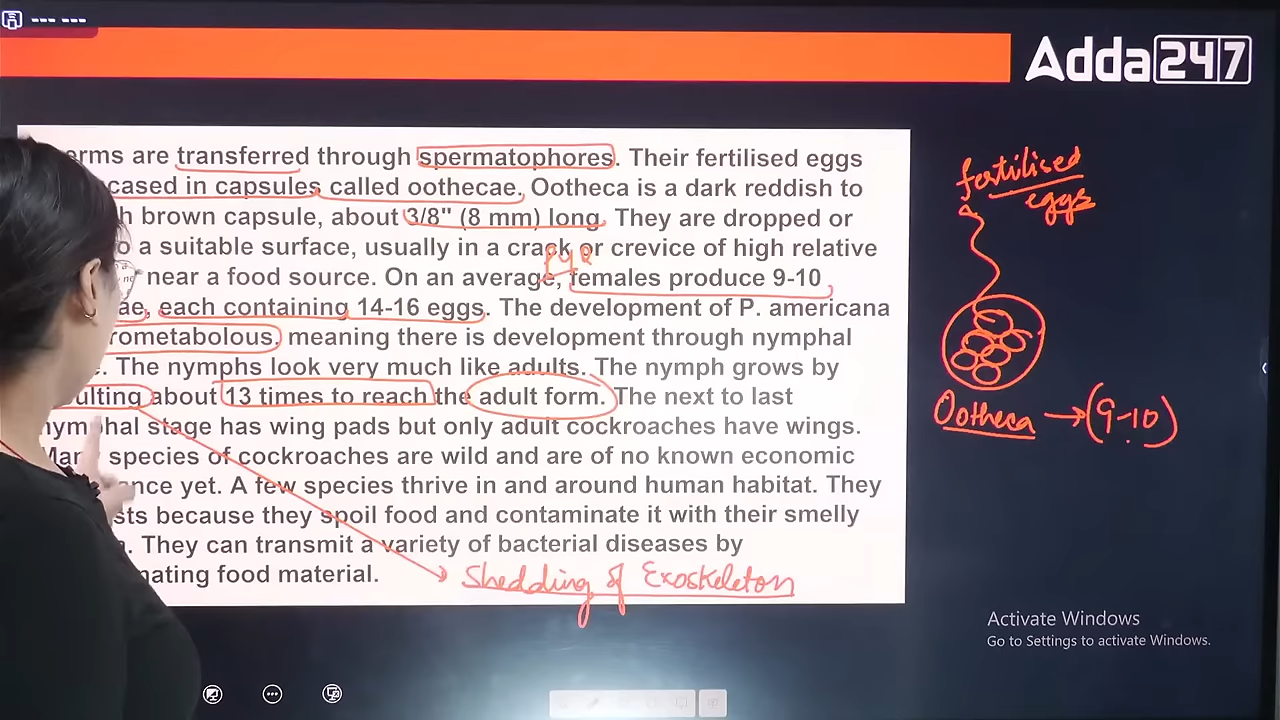 Adda 247
erms are transferred through spermatophores. Their fertilised eggs
cased in capsules called oothecae. Ootheca is a dark reddish to
h brown capsule, about 3/8" (8 mm) long. They are dropped or
o a suitable surface, usually in a crack or crevice of high relative
near a food source. On an average, females produce 9-10
ae, each containing 14-16 eggs. The development of P. americana
rometabolous, meaning there is development through nymphal
. The nymphs look very much like adults. The nymph grows by
ulting about 13 times to reach the adult form. The next to last
nymphal stage has wing pads but only adult cockroaches have wings.
Many species of cockroaches are wild and are of no known economic
ance yet. A few species thrive in and around human habitat. They
sts because they spoil food and contaminate it with their smelly
. They can transmit a variety of bacterial diseases by
nating food material.
Shedding of Exoskeleton
fertilised
eggs
Ootheca → (9-10)
Activate Windows
Go to Settings to activate Windows.